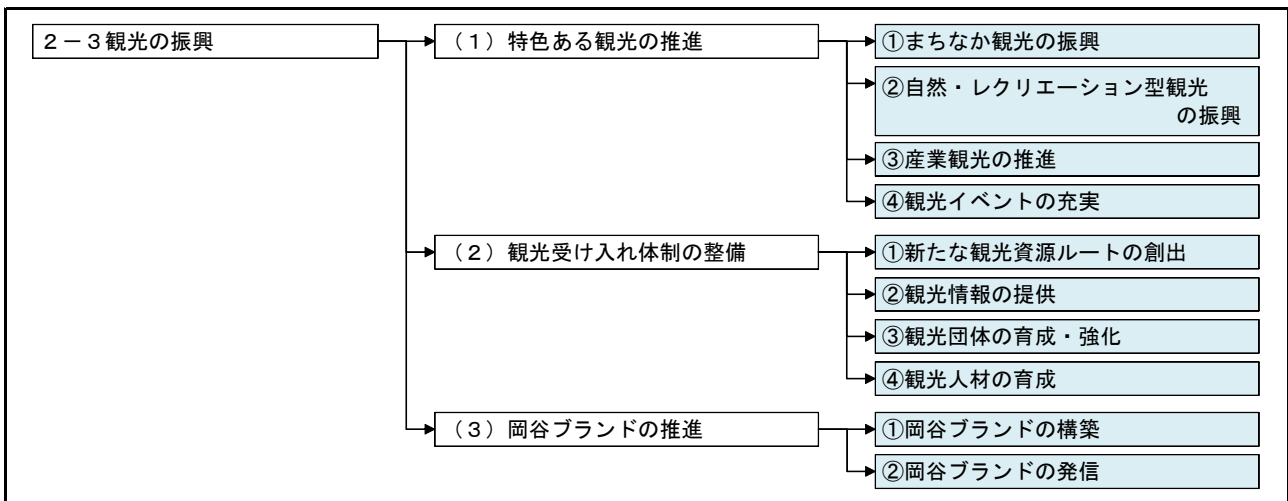 ２－３観光の振興
（１）特色ある観光の推進
①まちなか観光の振興
②自然・レクリエーション型観光
の振興
③産業観光の推進
④観光イベントの充実
（２）観光受け入れ体制の整備
①新たな観光資源ルートの創出
②観光情報の提供
③観光団体の育成・強化
④観光人材の育成
（３）岡谷ブランドの推進
①岡谷ブランドの構築
②岡谷ブランドの発信